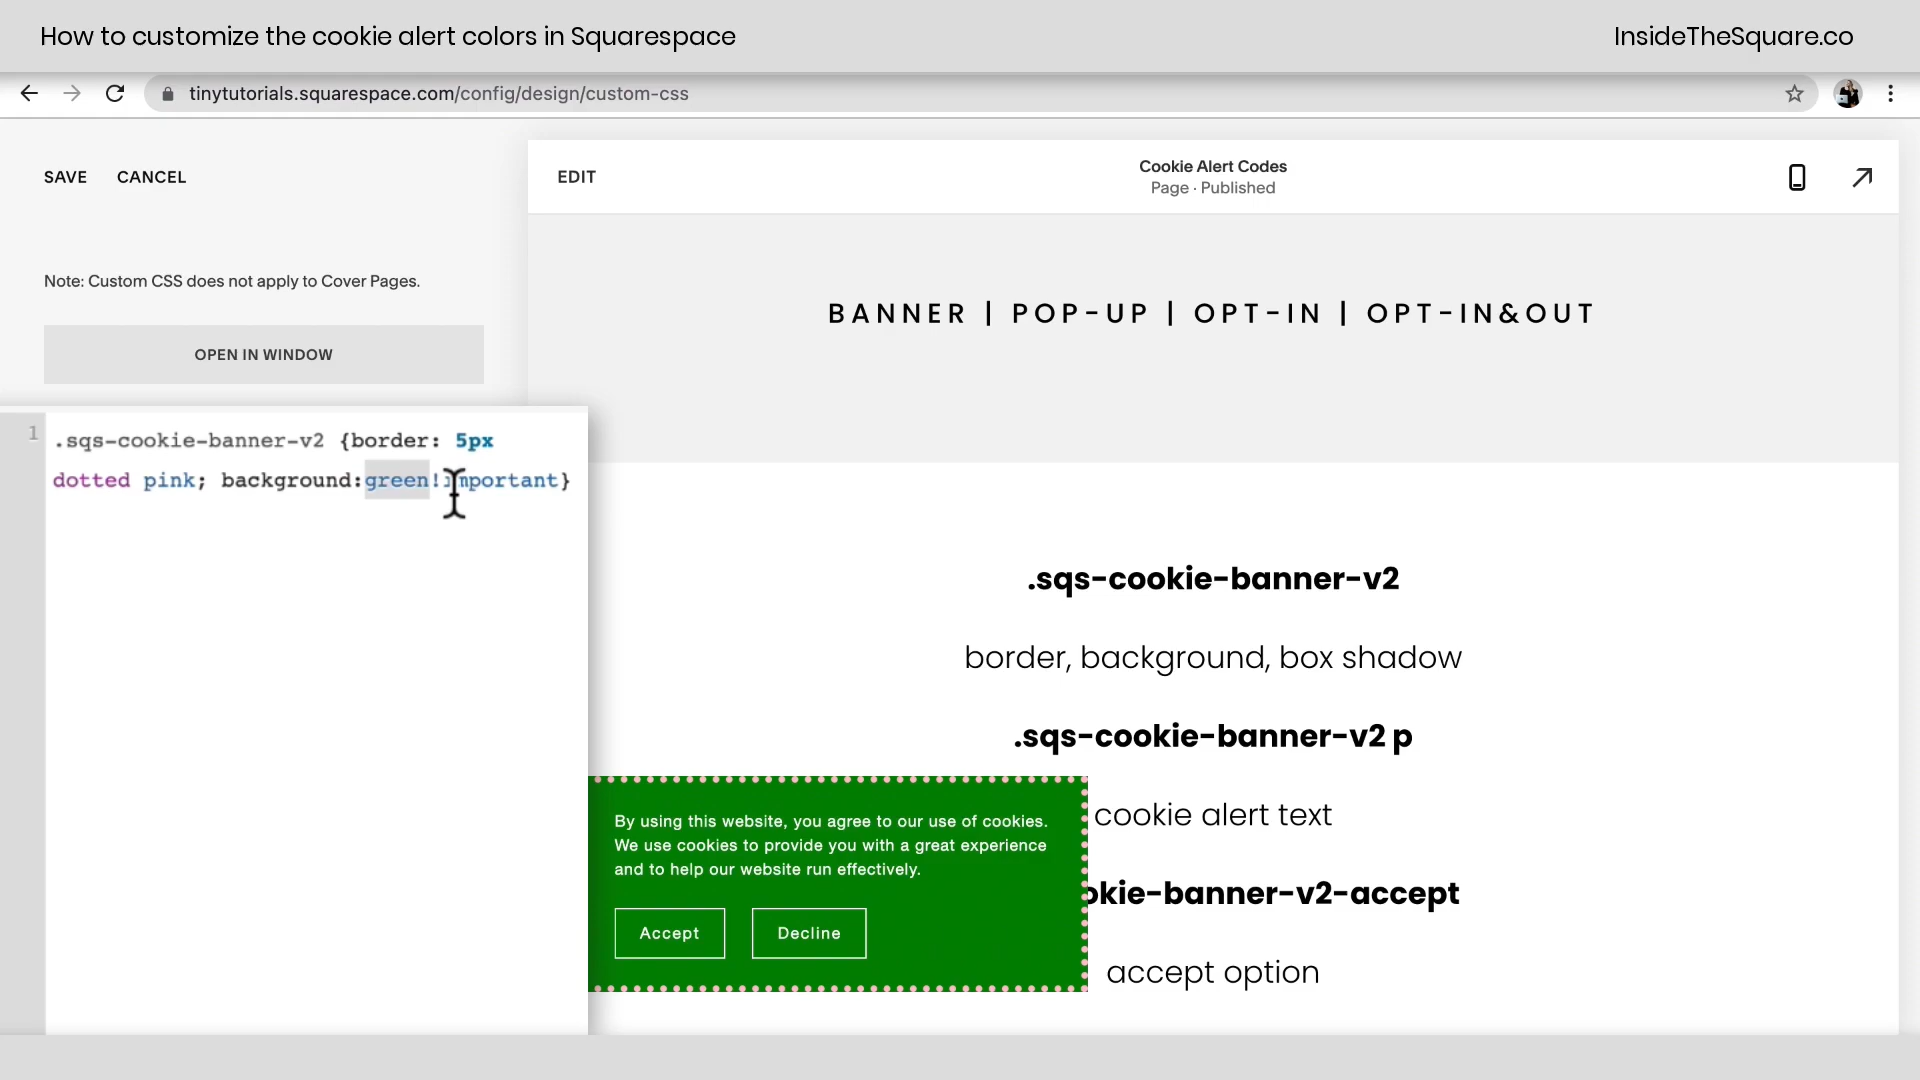 How to customize the cookie alert colors in Squarespace
InsideTheSquare.co
tinytutorials.squarespace.com/config/design/custom-css
SAVE CANCEL
EDIT
Cookie Alert Codes
Page · Published
Note: Custom CSS does not apply to Cover Pages.
OPEN IN WINDOW
1 .sqs-cookie-banner-v2 {border: 5px
dotted pink; background:green!important}
BANNER | POP-UP | OPT-IN | OPT-IN&OUT
.sqs-cookie-banner-v2
border, background, box shadow
.sqs-cookie-banner-v2 p
cookie alert text
okie-banner-v2-accept
accept option
By using this website, you agree to our use of cookies.
We use cookies to provide you with a great experience
and to help our website run effectively.
Accept
Decline